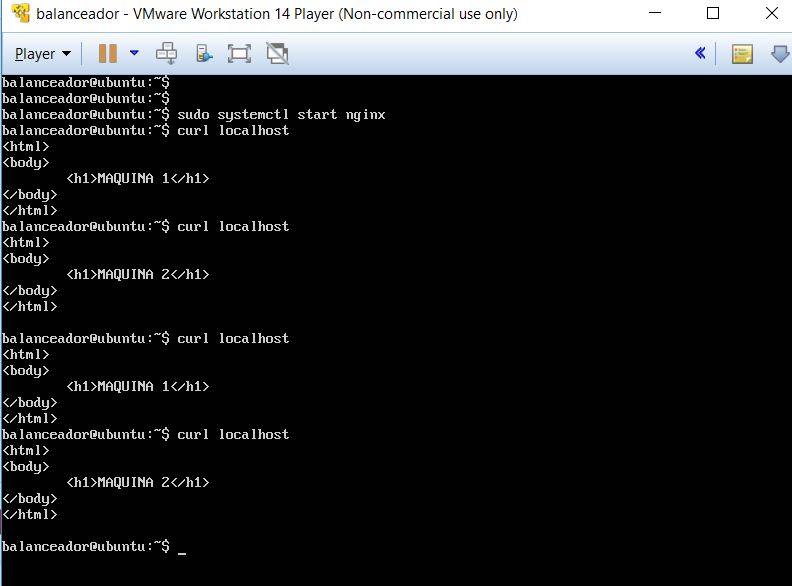 balanceador - VMware Workstation 14 Player (Non-commercial use only)
Player
balanceador@ubuntu:~$
balanceador@ubuntu:~$
balanceador@ubuntu:~$ sudo systemctl start nginx
balanceador@ubuntu:~$ curl localhost
<html>
<body>
        <h1>MAQUINA 1</h1>
</body>
</html>
balanceador@ubuntu:~$ curl localhost
<html>
<body>
        <h1>MAQUINA 2</h1>
</body>
</html>

balanceador@ubuntu:~$ curl localhost
<html>
<body>
        <h1>MAQUINA 1</h1>
</body>
</html>
balanceador@ubuntu:~$ curl localhost
<html>
<body>
        <h1>MAQUINA 2</h1>
</body>
</html>

balanceador@ubuntu:~$ _